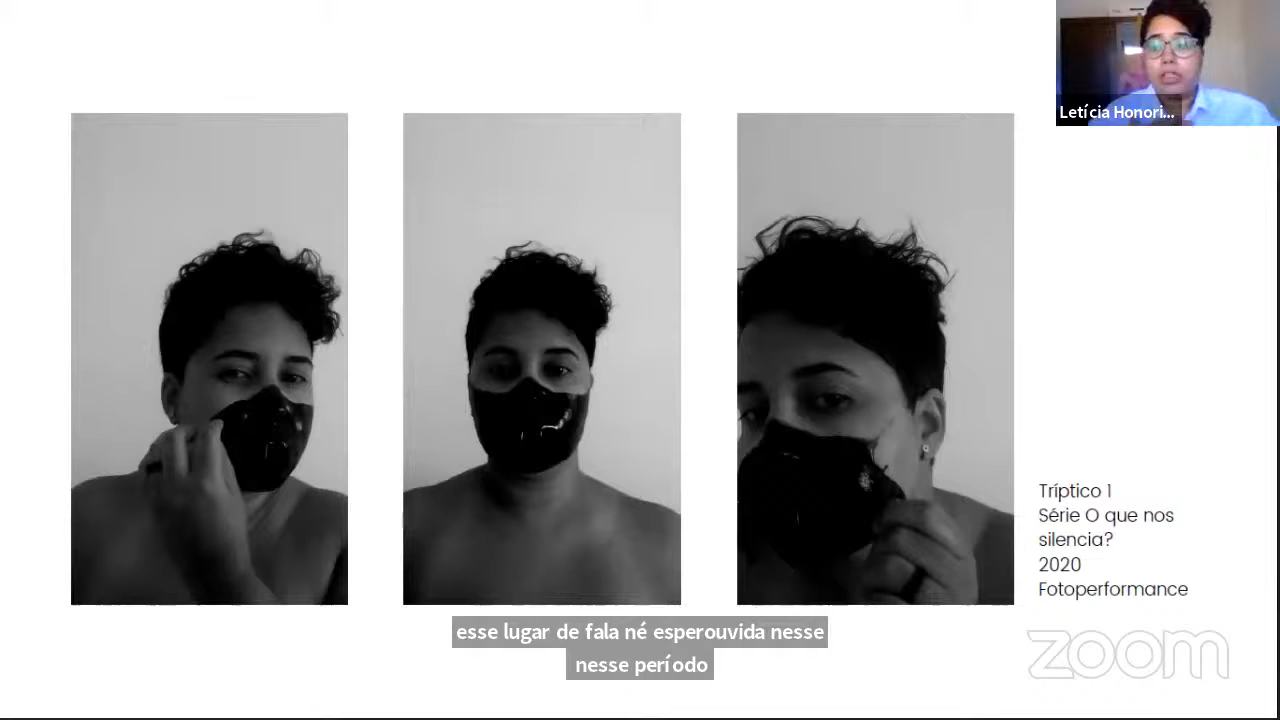 Letícia Honori...
Tríptico 1
Série O que nos
silencia?
2020
Fotoperformance
esse lugar de fala né esperouvida nesse
nesse período
zoom